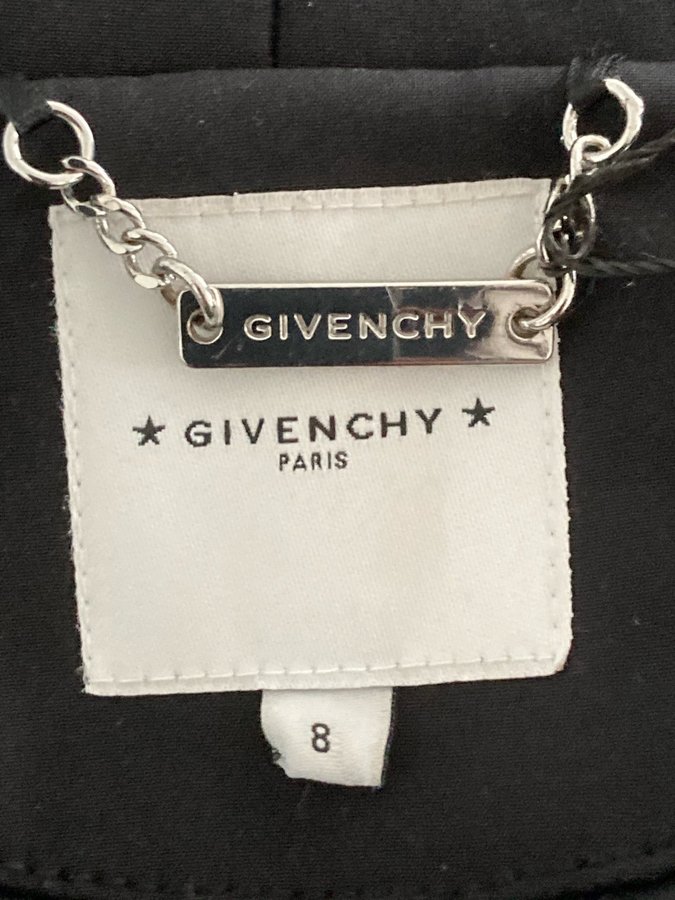 GIVENCHY
★ GIVENCHY ★
PARIS
8